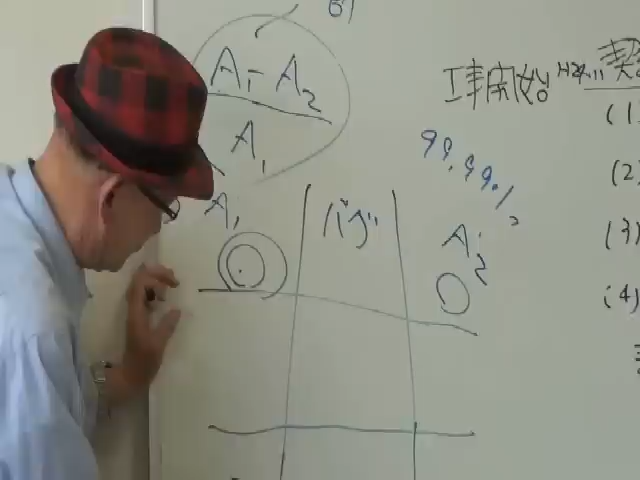 A₁ - A₂
A₁
A₁
バグ
A₂
99.99%
工事開始 H24.11
(1)
(2)
(3)
(4)